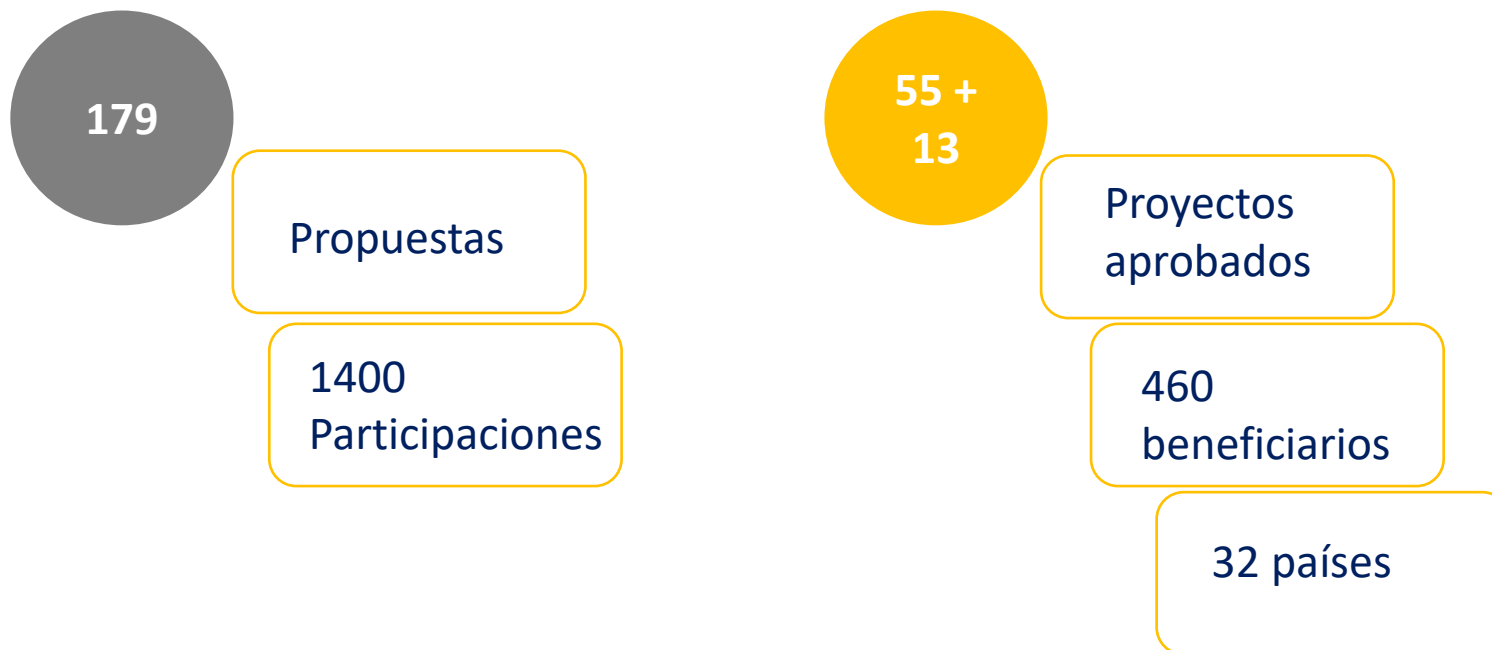 179
Propuestas
1400
Participaciones
55 +
13
Proyectos
aprobados
460
beneficiarios
32 países